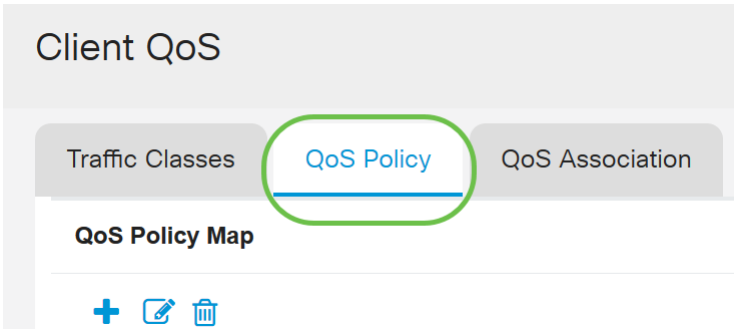 Client QoS
Traffic Classes QoS Policy QoS Association
QoS Policy Map